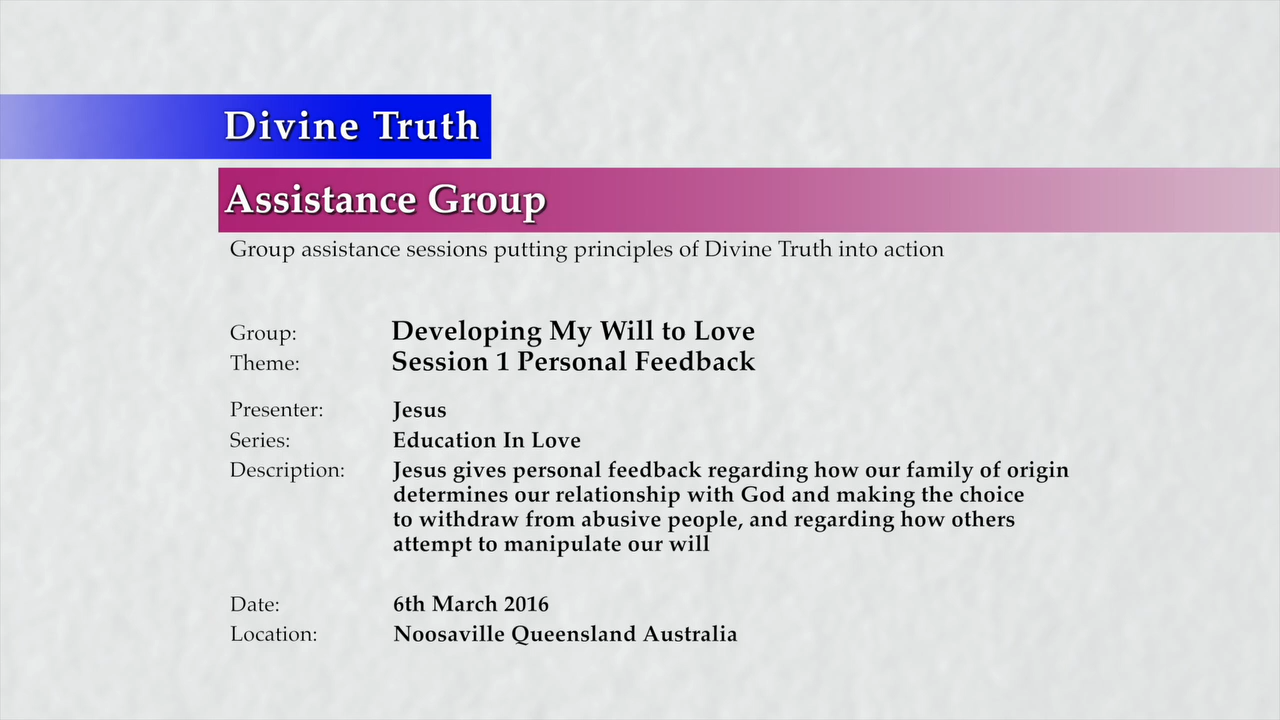 Divine Truth
Assistance Group
Group assistance sessions putting principles of Divine Truth into action
Group: Developing My Will to Love
Theme: Session 1 Personal Feedback
Presenter: Jesus
Series: Education In Love
Description: Jesus gives personal feedback regarding how our family of origin
determines our relationship with God and making the choice
to withdraw from abusive people, and regarding how others
attempt to manipulate our will
Date: 6th March 2016
Location: Noosaville Queensland Australia